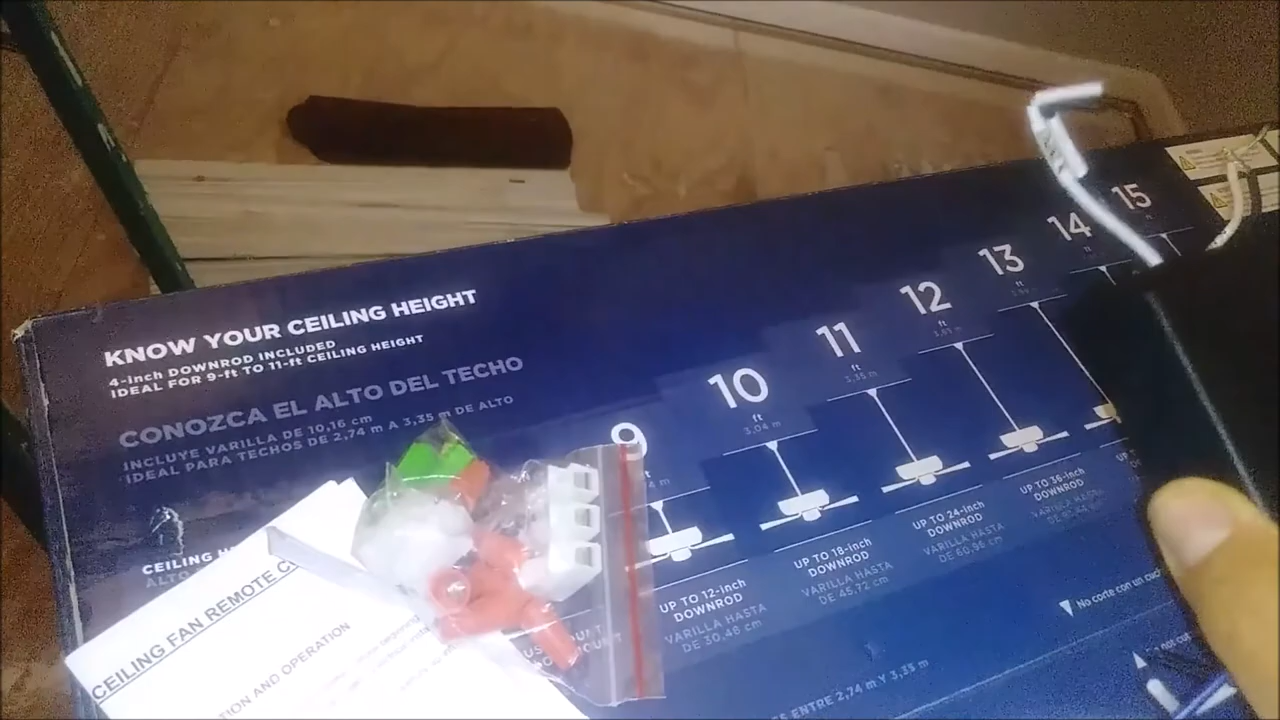 KNOW YOUR CEILING HEIGHT
4-inch DOWNROD INCLUDED
IDEAL FOR 9-ft TO 11-ft CEILING HEIGHT
CONOZCA EL ALTO DEL TECHO
INCLUYE VARILLA DE 10,16 cm
IDEAL PARA TECHOS DE 2,74 m A 3,35 m DE ALTO
9
10
ft
3,04 m
11
ft
3,35 m
12
ft
13
ft
14
ft
15
CEILING
ALTO
UP TO 12-inch
DOWNROD
VARILLA HASTA
DE 30,48 cm
UP TO 18-inch
DOWNROD
VARILLA HASTA
DE 45,72 cm
UP TO 24-inch
DOWNROD
VARILLA HASTA
DE 60,96 cm
UP TO 36-inch
DOWNROD
VARILLA HASTA
No corte con un
ENTRE 2,74 m Y 3,35 m
CEILING FAN REMOTE
AND OPERATION